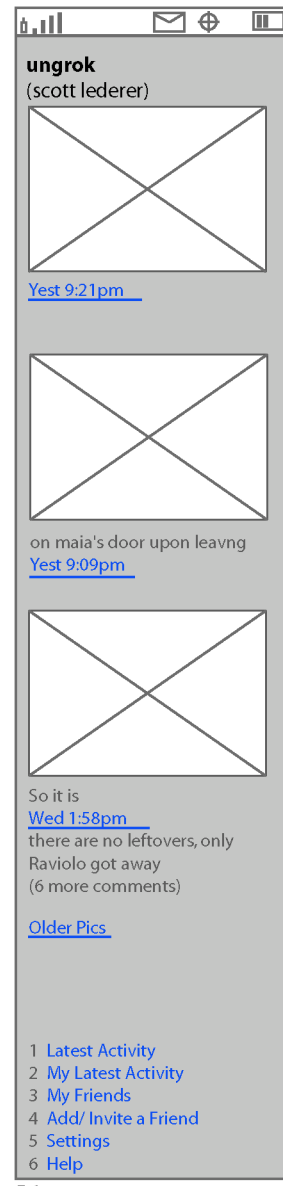 ungrok
(scott lederer)
Yest 9:21pm
on maia's door upon leavng
Yest 9:09pm
So it is
Wed 1:58pm
there are no leftovers, only
Raviolo got away
(6 more comments)
Older Pics
1 Latest Activity
2 My Latest Activity
3 My Friends
4 Add/ Invite a Friend
5 Settings
6 Help